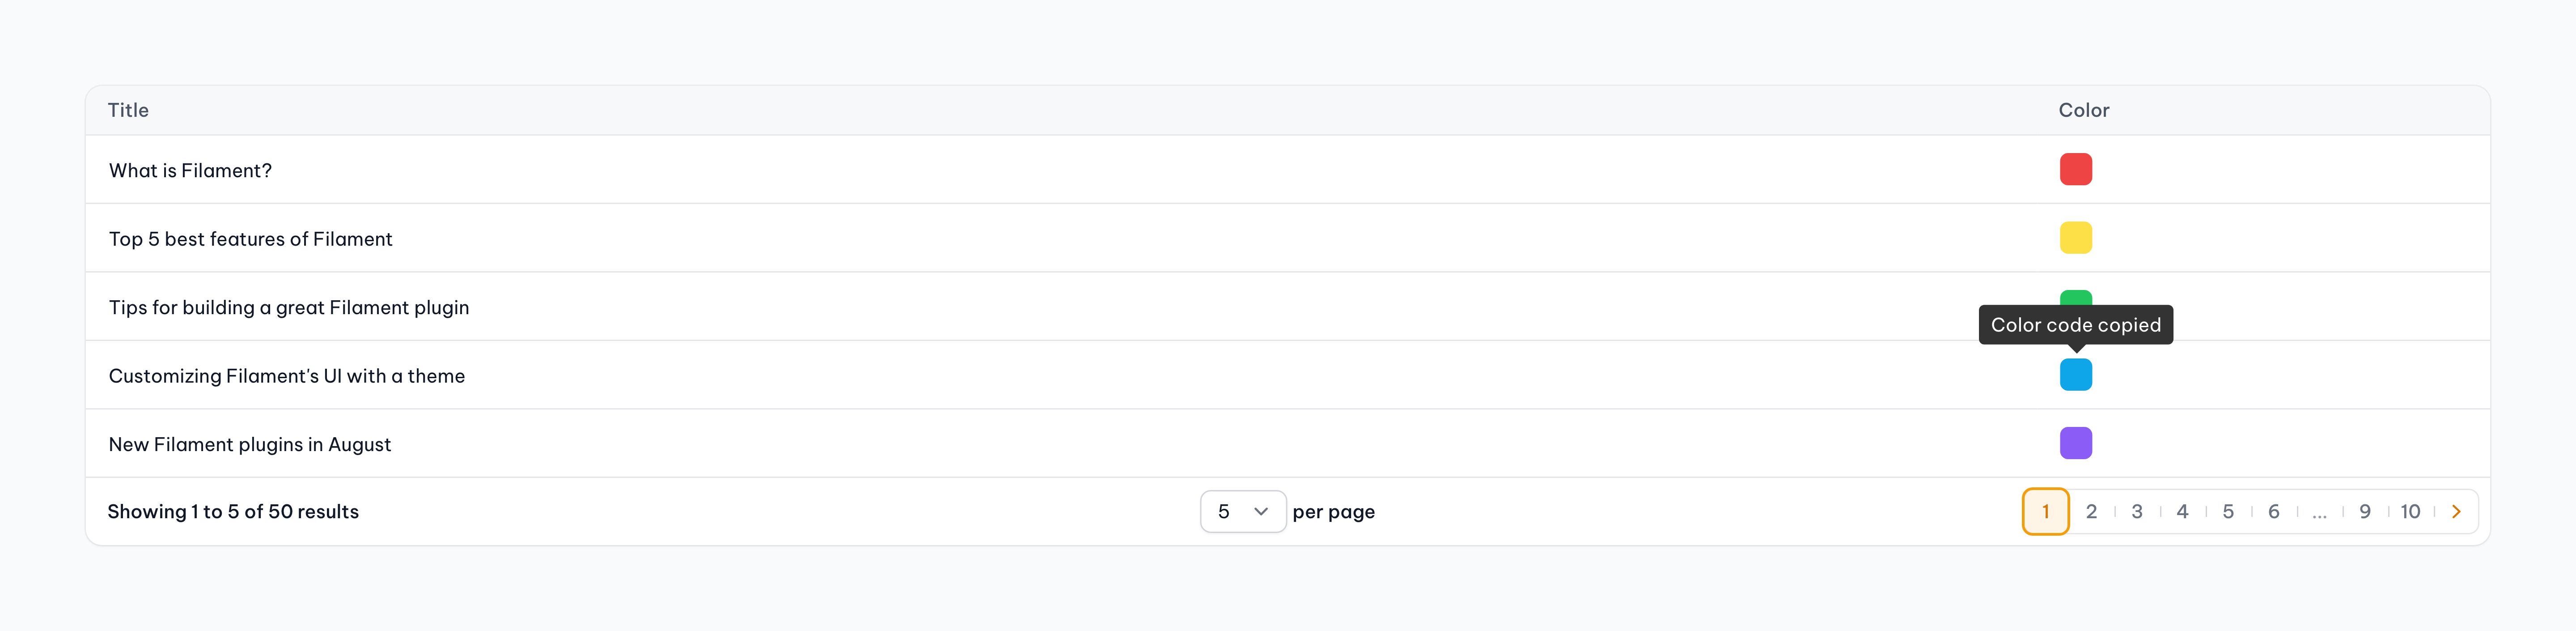 Title Color
What is Filament?
Top 5 best features of Filament
Tips for building a great Filament plugin
Color code copied
Customizing Filament's UI with a theme
New Filament plugins in August
Showing 1 to 5 of 50 results 5 per page 1 2 3 4 5 6 ... 9 10